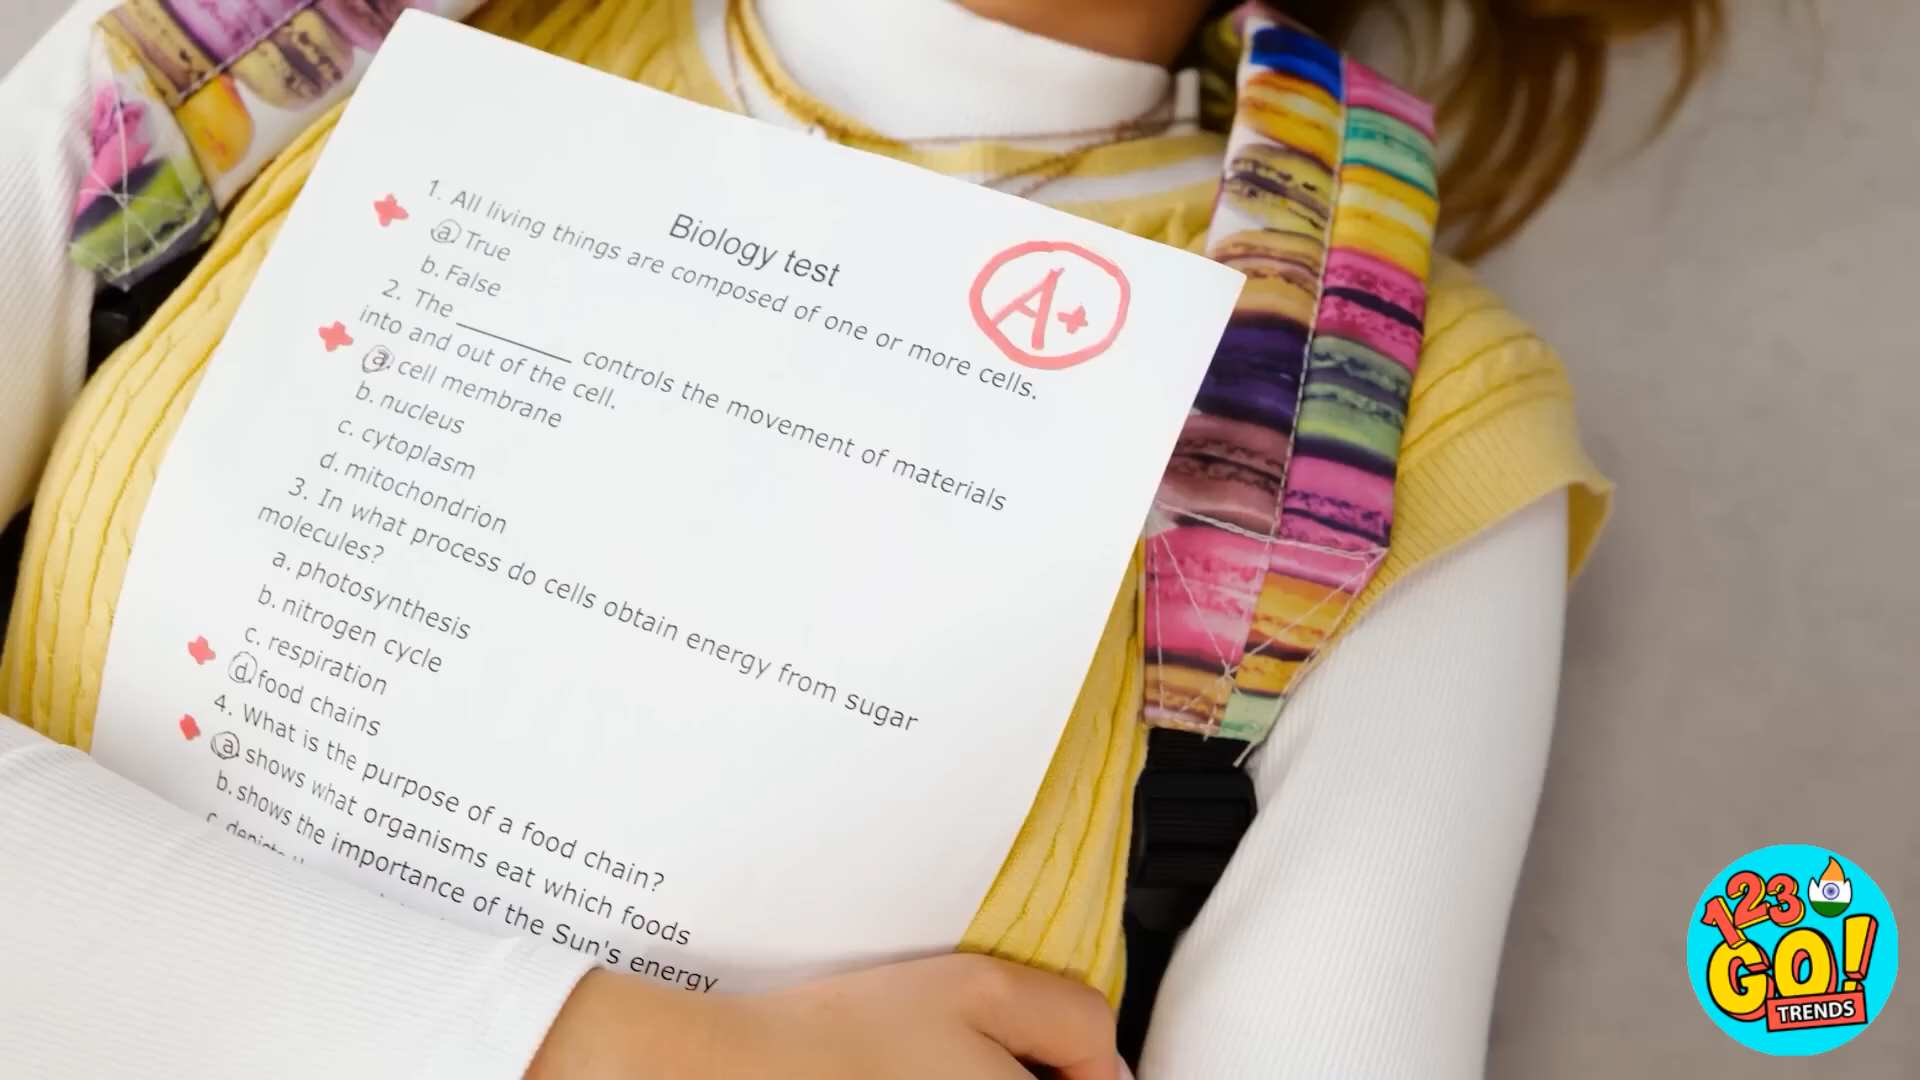 Biology test
A+
1. All living things are composed of one or more cells.
a. True
b. False
2. The __________ controls the movement of materials
into and out of the cell.
a. cell membrane
b. nucleus
c. cytoplasm
d. mitochondrion
3. In what process do cells obtain energy from sugar
molecules?
a. photosynthesis
b. nitrogen cycle
c. respiration
d. food chains
4. What is the purpose of a food chain?
a. shows what organisms eat which foods
b. shows the importance of the Sun's energy
c.
123
GO!
TRENDS